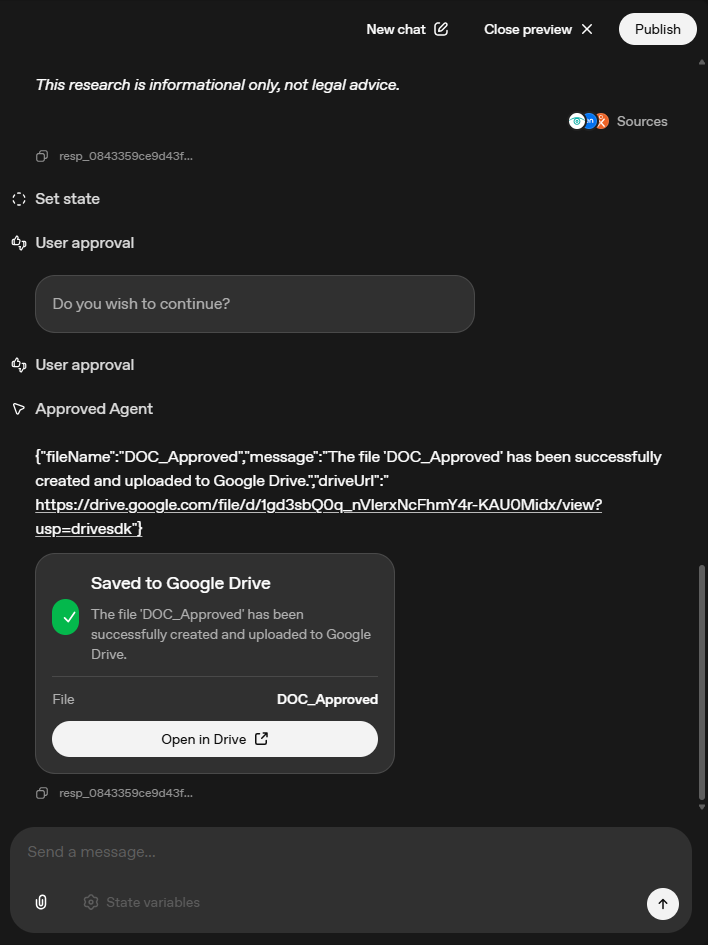 New chat
Close preview
Publish
This research is informational only, not legal advice.
Sources
resp_0843359ce9d43f...
Set state
User approval
Do you wish to continue?
User approval
Approved Agent
{"fileName":"DOC_Approved","message":"The file 'DOC_Approved' has been successfully
created and uploaded to Google Drive.","driveUrl":"
https://drive.google.com/file/d/1gd3sbQ0q_nVlerxNcFhmY4r-KAU0Midx/view?
usp=drivesdk"}
Saved to Google Drive
The file 'DOC_Approved' has been
successfully created and uploaded to Google
Drive.
File
DOC_Approved
Open in Drive
resp_0843359ce9d43f...
Send a message...
State variables